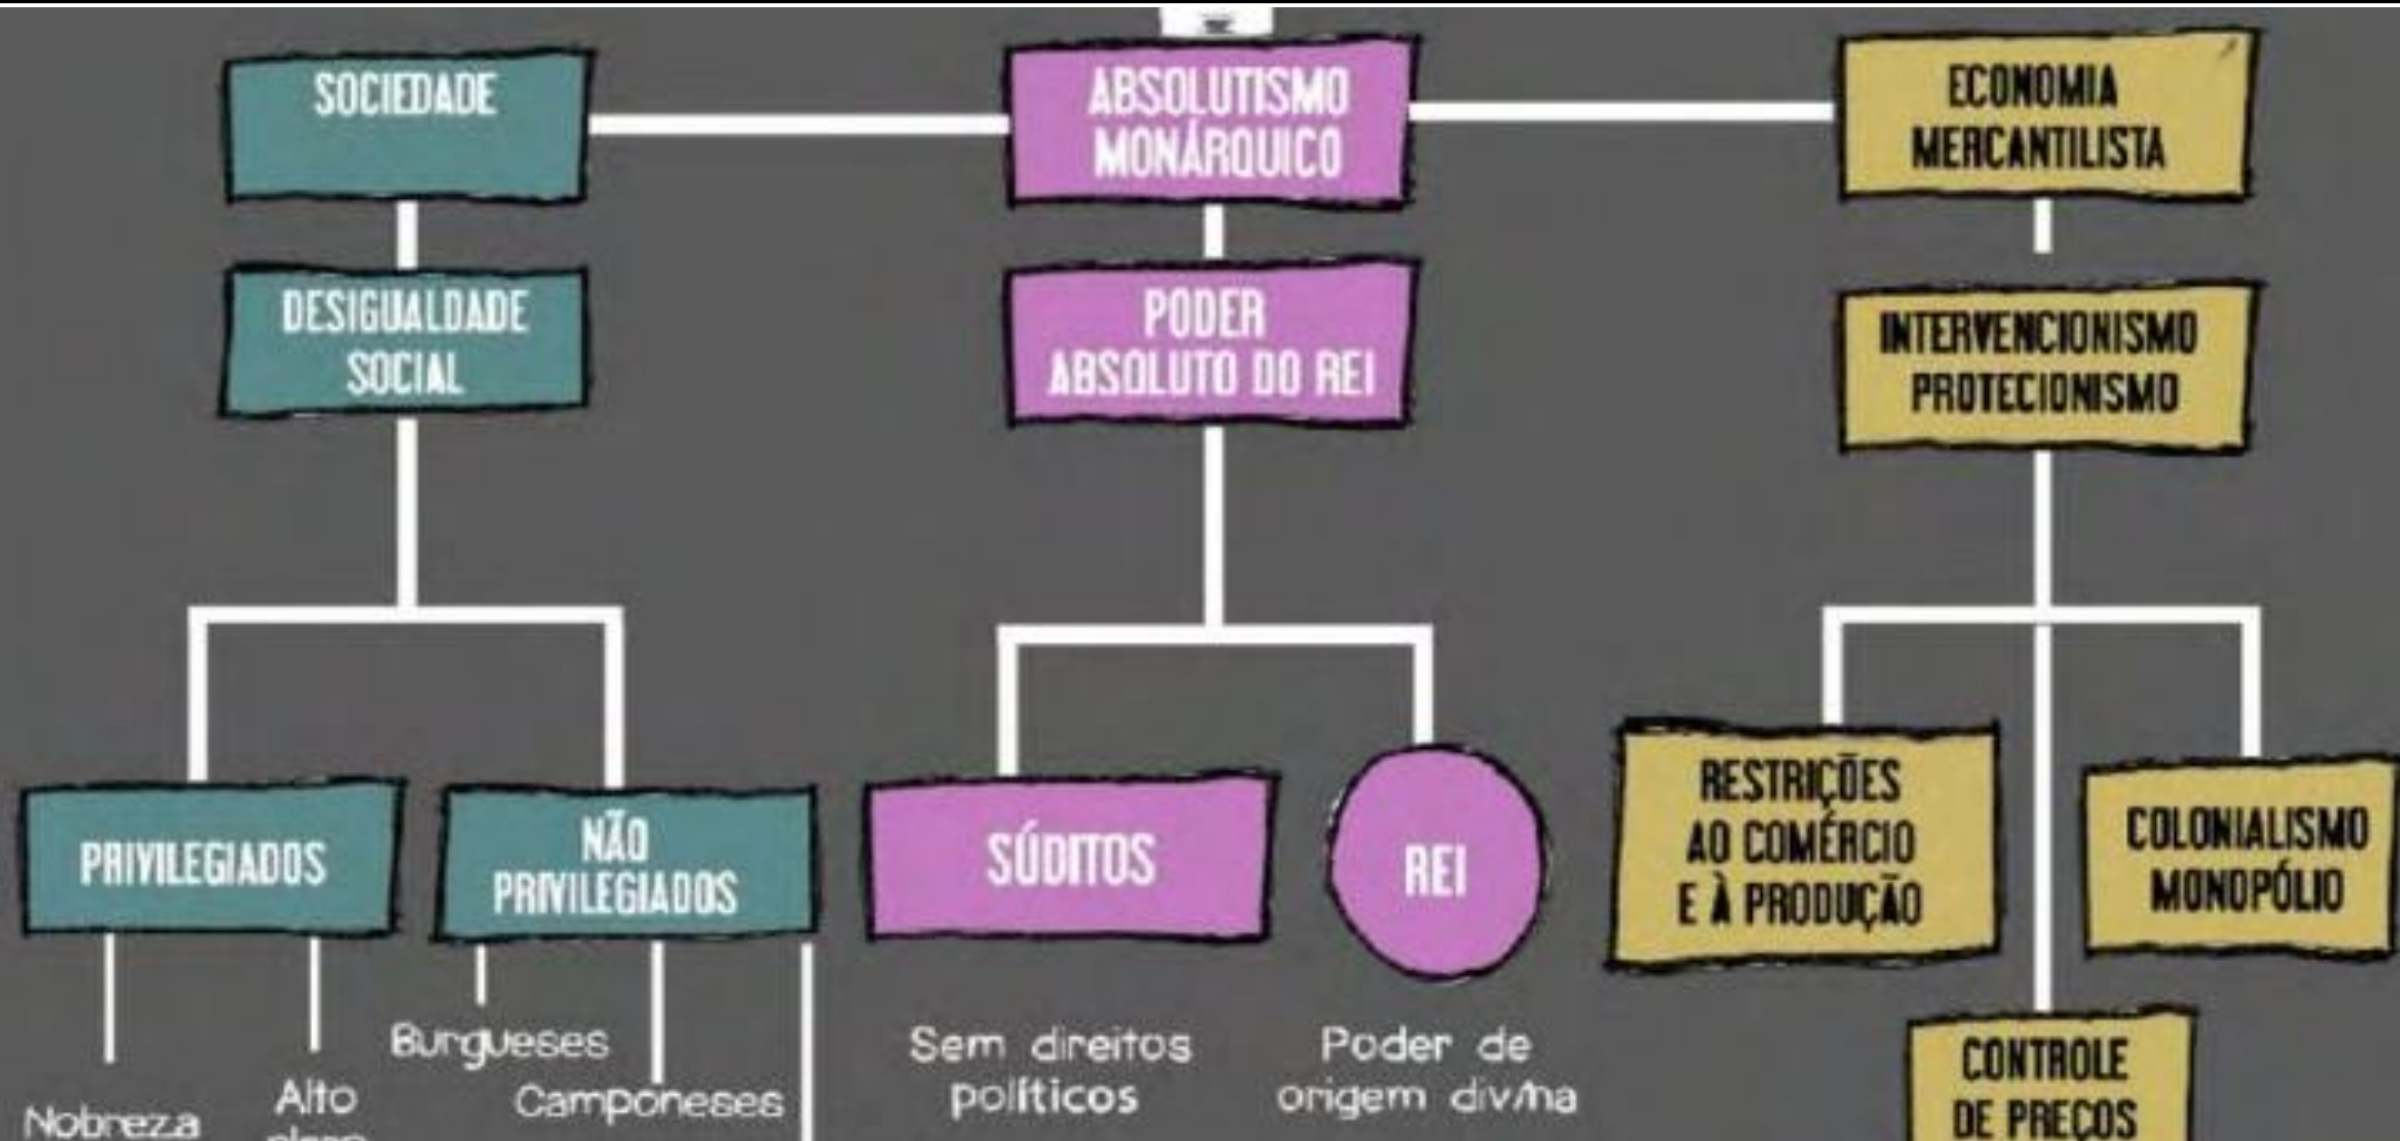 SOCIEDADE
ABSOLUTISMO
MONÁRQUICO
ECONOMIA
MERCANTILISTA
DESIGUALDADE
SOCIAL
PODER
ABSOLUTO DO REI
INTERVENCIONISMO
PROTECIONISMO
PRIVILEGIADOS
NÃO
PRIVILEGIADOS
SÚDITOS
REI
RESTRIÇÕES
AO COMÉRCIO
E À PRODUÇÃO
COLONIALISMO
MONOPÓLIO
Nobreza
Alto
Burgueses
Camponeses
Sem direitos
políticos
Poder de
origem divina
CONTROLE
DE PREÇOS